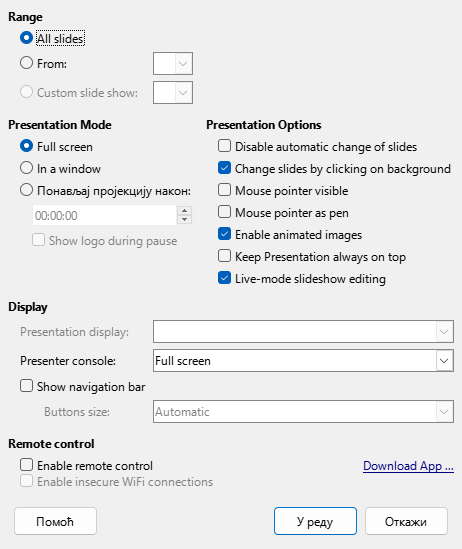 Range
All slides
From:
Custom slide show:
Presentation Mode
Full screen
In a window
Понављај пројекцију након:
00:00:00
Show logo during pause
Presentation Options
Disable automatic change of slides
Change slides by clicking on background
Mouse pointer visible
Mouse pointer as pen
Enable animated images
Keep Presentation always on top
Live-mode slideshow editing
Display
Presentation display:
Presenter console: Full screen
Show navigation bar
Buttons size: Automatic
Remote control
Enable remote control Download App ...
Enable insecure WiFi connections
Помоћ У реду Откажи